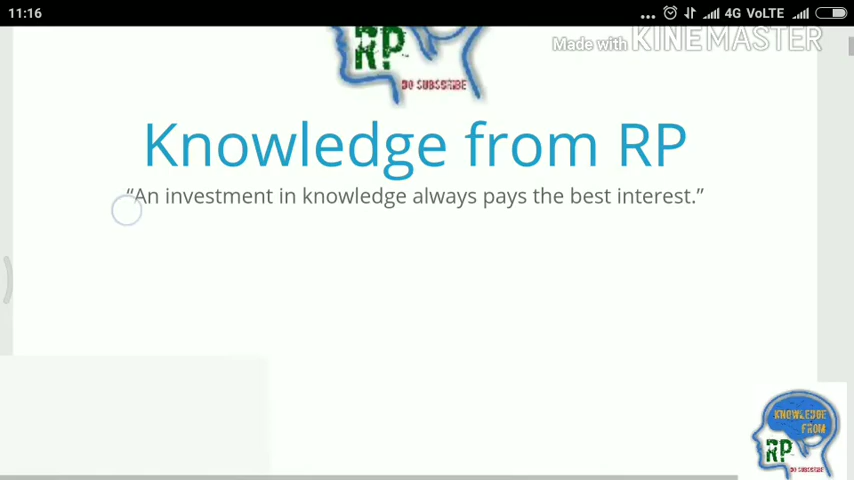 11:16
... 4G VoLTE
Made with KINEMASTER
RP
DO SUBSCRIBE
Knowledge from RP
“An investment in knowledge always pays the best interest.”
KNOWLEDGE
FROM
RP
DO SUBSCRIBE